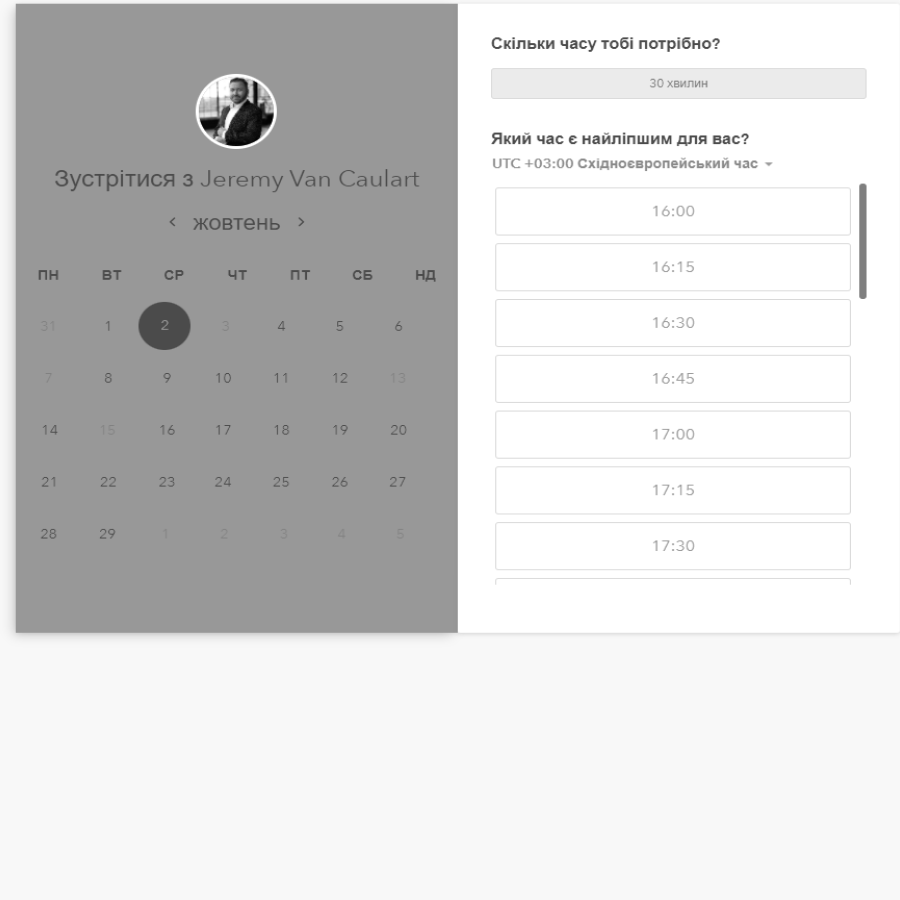 Зустрітися з Jeremy Van Caulart
жовтень
ПН ВТ СР ЧТ ПТ СБ НД
31 1 2 3 4 5 6
7 8 9 10 11 12 13
14 15 16 17 18 19 20
21 22 23 24 25 26 27
28 29 1 2 3 4 5
Скільки часу тобі потрібно?
30 хвилин
Який час є найліпшим для вас?
UTC +03:00 Східноєвропейський час
16:00
16:15
16:30
16:45
17:00
17:15
17:30